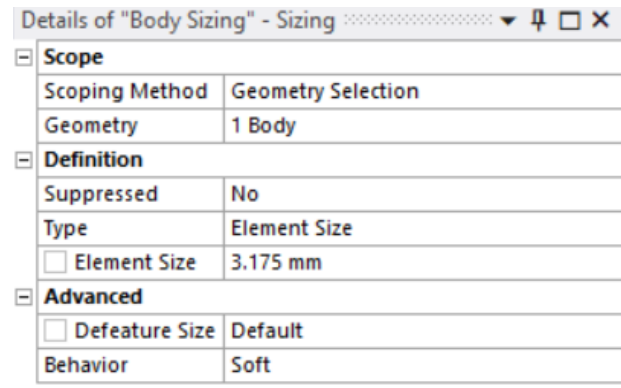 Details of "Body Sizing" - Sizing
Scope
Scoping Method Geometry Selection
Geometry 1 Body
Definition
Suppressed No
Type Element Size
Element Size 3.175 mm
Advanced
Defeature Size Default
Behavior Soft